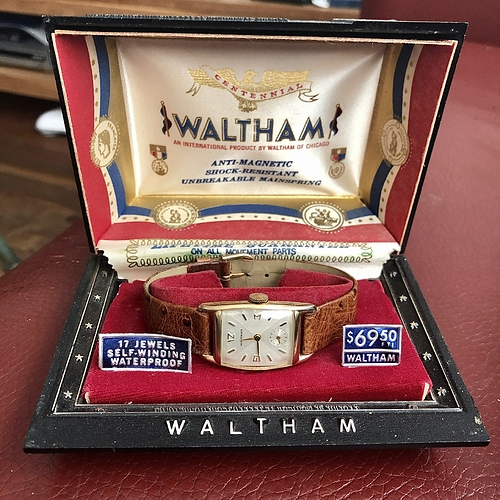 CENTENNIAL
WALTHAM
AN INTERNATIONAL PRODUCT BY WALTHAM OF CHICAGO
ANTI-MAGNETIC
SHOCK-RESISTANT
UNBREAKABLE MAINSPRING
ON ALL MOVEMENT PARTS
17 JEWELS
SELF-WINDING
WATERPROOF
$69.50
WALTHAM
WALTHAM